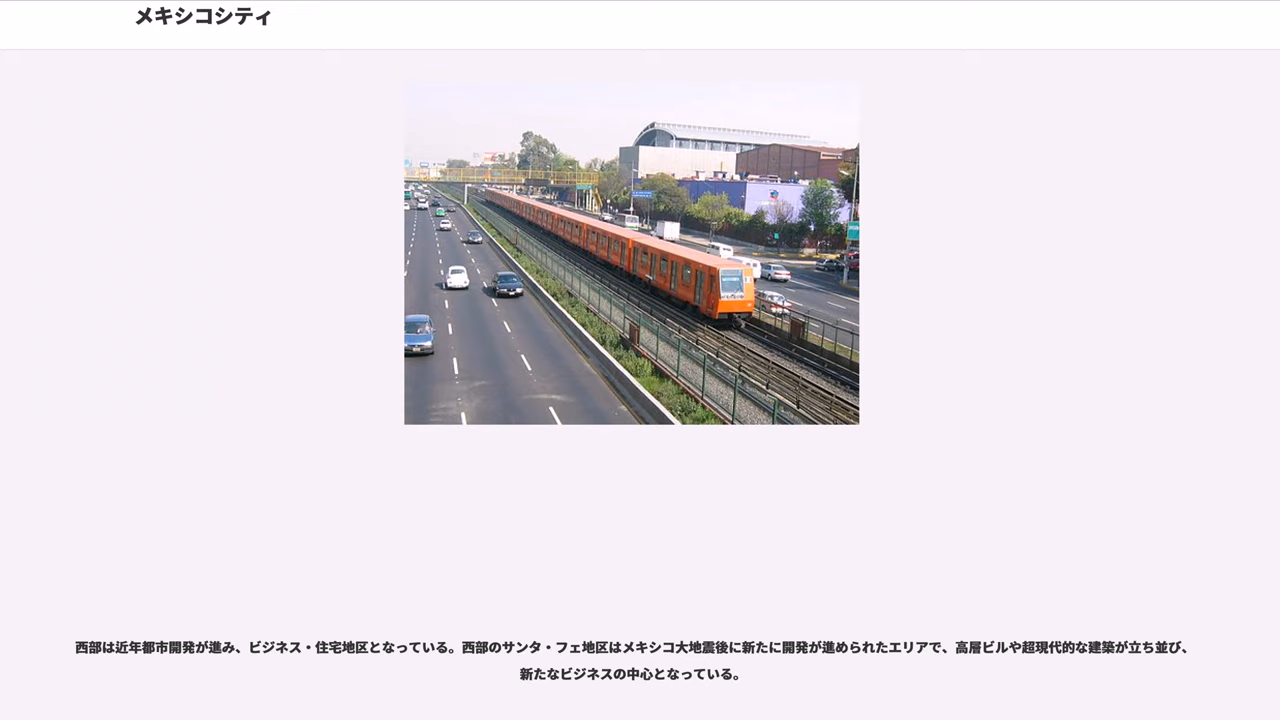 メキシコシティ
西部は近年都市開発が進み、ビジネス・住宅地区となっている。西部のサンタ・フェ地区はメキシコ大地震後に新たに開発が進められたエリアで、高層ビルや超現代的な建築が立ち並び、
新たなビジネスの中心となっている。